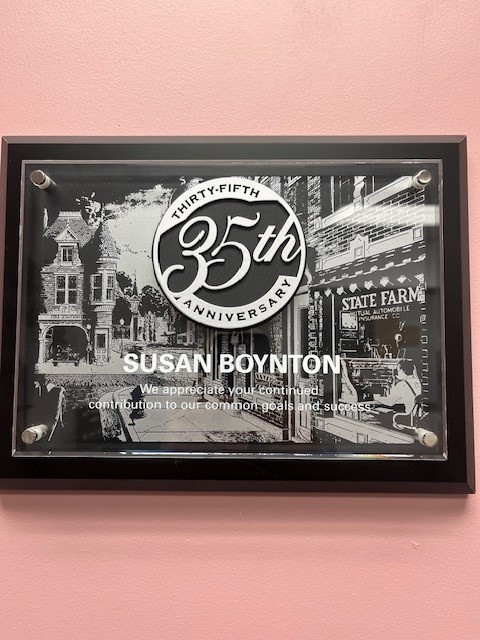 THIRTY-FIFTH
35th
ANNIVERSARY
STATE FARM
MUTUAL AUTOMOBILE
INSURANCE CO
SUSAN BOYNTON
We appreciate your continued
contribution to our common goals and success